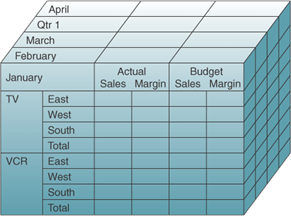 April
Qtr 1
March
February
January Actual Budget
Sales Margin Sales Margin
TV East
West
South
Total
VCR East
West
South
Total